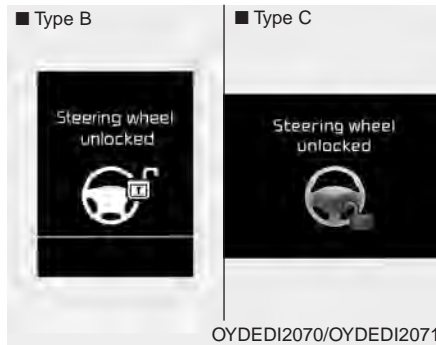 ■ Type B
Steering wheel
unlocked
■ Type C
Steering wheel
unlocked
OYDEDI2070/OYDEDI2071